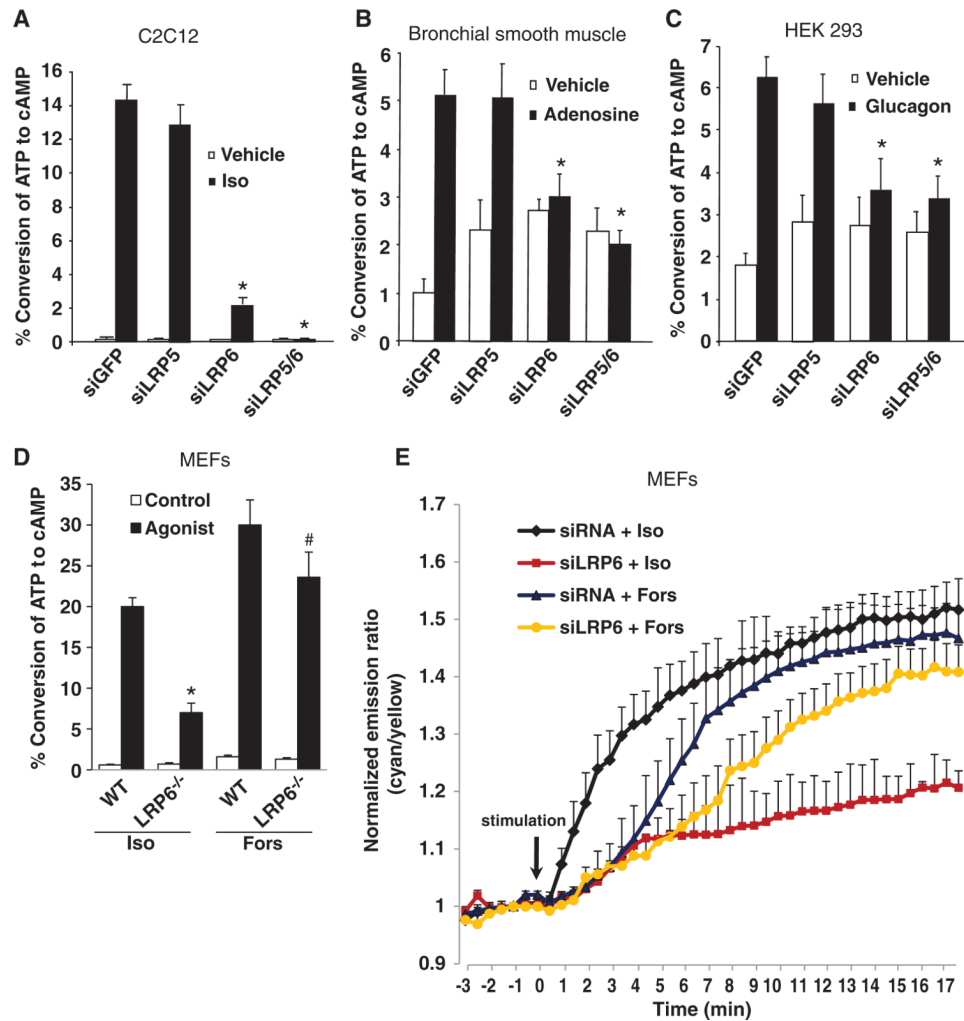 A
C2C12
% Conversion of ATP to cAMP
16
14
12
10
8
6
4
2
0
Vehicle
Iso
*
*
siGFP
siLRP5
siLRP6
siLRP5/6
B
Bronchial smooth muscle
% Conversion of ATP to cAMP
6
5
4
3
2
1
0
Vehicle
Adenosine
*
*
siGFP
siLRP5
siLRP6
siLRP5/6
C
HEK 293
% Conversion of ATP to cAMP
7
6
5
4
3
2
1
0
Vehicle
Glucagon
*
*
siGFP
siLRP5
siLRP6
siLRP5/6
D
MEFs
% Conversion of ATP to cAMP
35
30
25
20
15
10
5
0
Control
Agonist
*
#
WT
LRP6-/-
WT
LRP6-/-
Iso
Fors
E
MEFs
Normalized emission ratio
(cyan/yellow)
1.7
1.6
1.5
1.4
1.3
1.2
1.1
1
0.9
siRNA + Iso
siLRP6 + Iso
siRNA + Fors
siLRP6 + Fors
stimulation
-3 -2 -1 0 1 2 3 4 5 6 7 8 9 10 11 12 13 14 15 16 17
Time (min)